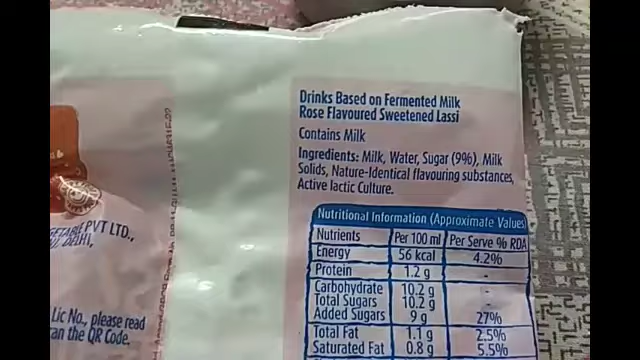 Drinks Based on Fermented Milk
Rose Flavoured Sweetened Lassi
Contains Milk
Ingredients: Milk, Water, Sugar (9%), Milk
Solids, Nature-Identical flavouring substances,
Active lactic Culture.
Nutritional Information (Approximate Values)
Nutrients Per 100 ml Per Serve % RDA
Energy 56 kcal 4.2%
Protein 1.2 g -
Carbohydrate 10.2 g -
Total Sugars 10.2 g -
Added Sugars 9 g 27%
Total Fat 1.1 g 2.5%
Saturated Fat 0.8 g 5.5%
PVT LTD.,
DELHI,
Lic No., please read
the QR Code.